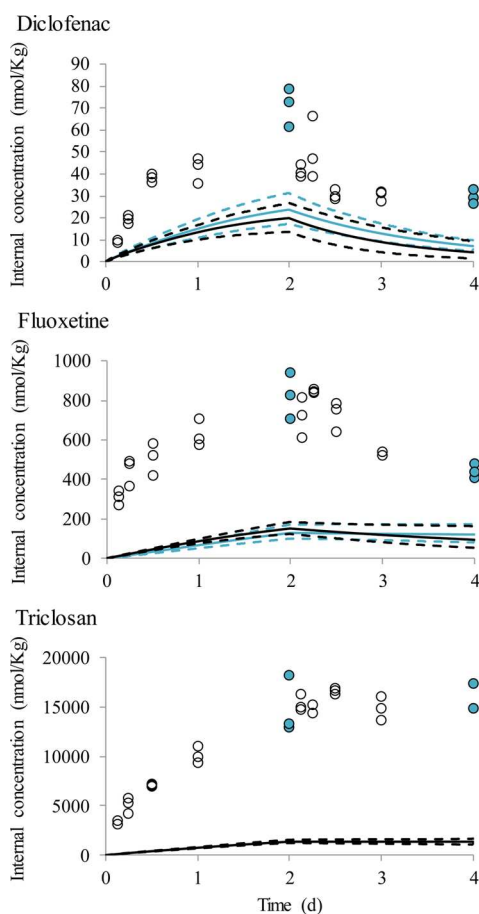 Diclofenac
Internal concentration (nmol/Kg)
90
80
70
60
50
40
30
20
10
0
0 1 2 3 4
Fluoxetine
Internal concentration (nmol/Kg)
1000
800
600
400
200
0
0 1 2 3 4
Triclosan
Internal concentration (nmol/Kg)
20000
15000
10000
5000
0
0 1 2 3 4
Time (d)